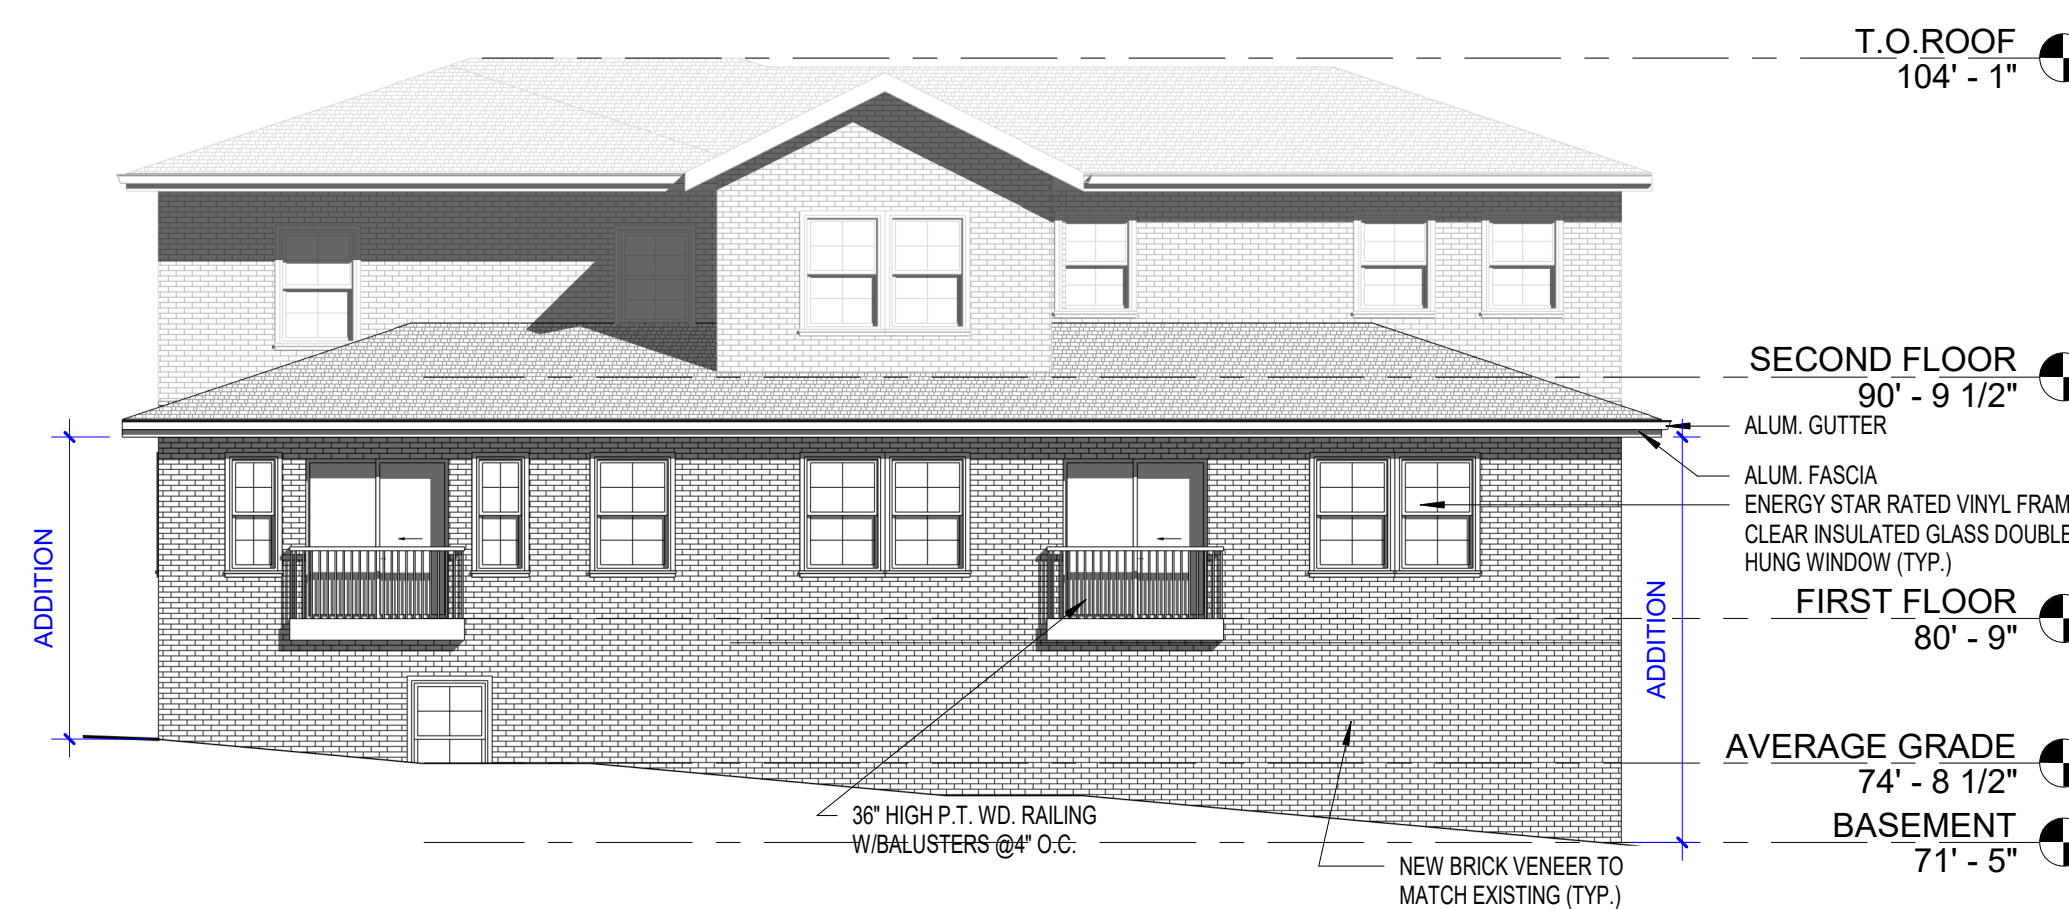 T.O.ROOF
104' - 1"
SECOND FLOOR
90' - 9 1/2"
ALUM. GUTTER
ALUM. FASCIA
ENERGY STAR RATED VINYL FRAM
CLEAR INSULATED GLASS DOUBLE
HUNG WINDOW (TYP.)
ADDITION
ADDITION
FIRST FLOOR
80' - 9"
AVERAGE GRADE
74' - 8 1/2"
36" HIGH P.T. WD. RAILING
W/BALUSTERS @4" O.C.
BASEMENT
71' - 5"
NEW BRICK VENEER TO
MATCH EXISTING (TYP.)